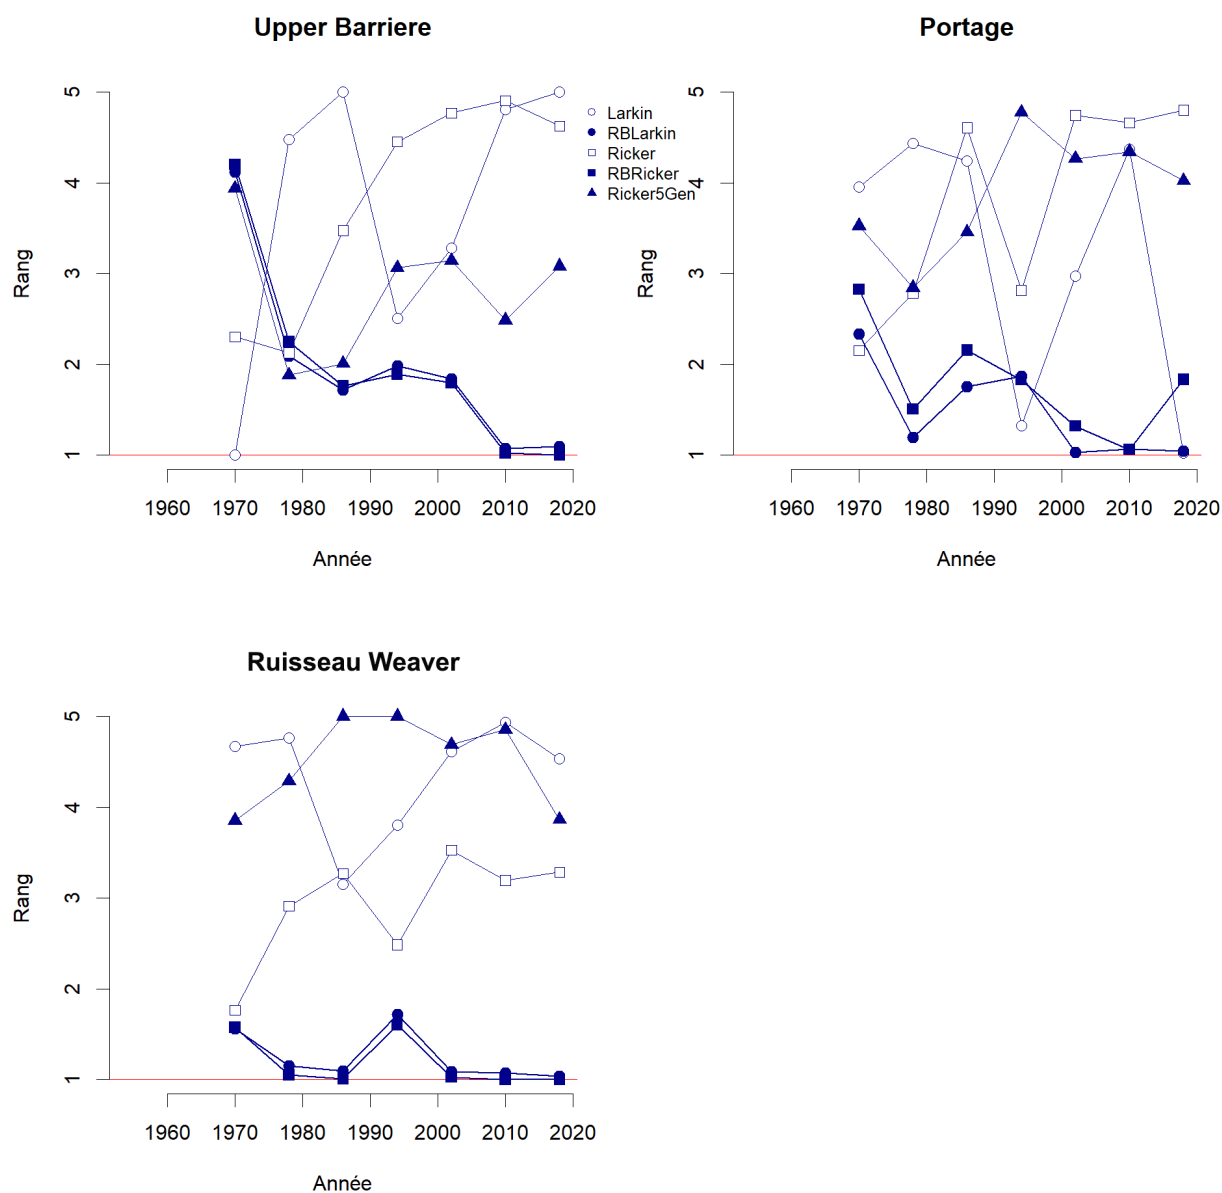 Upper Barriere
Rang
5
4
3
2
1
1960 1970 1980 1990 2000 2010 2020
Année
Larkin
RBLarkin
Ricker
RBRicker
Ricker5Gen
Portage
Rang
5
4
3
2
1
1960 1970 1980 1990 2000 2010 2020
Année
Ruisseau Weaver
Rang
5
4
3
2
1
1960 1970 1980 1990 2000 2010 2020
Année